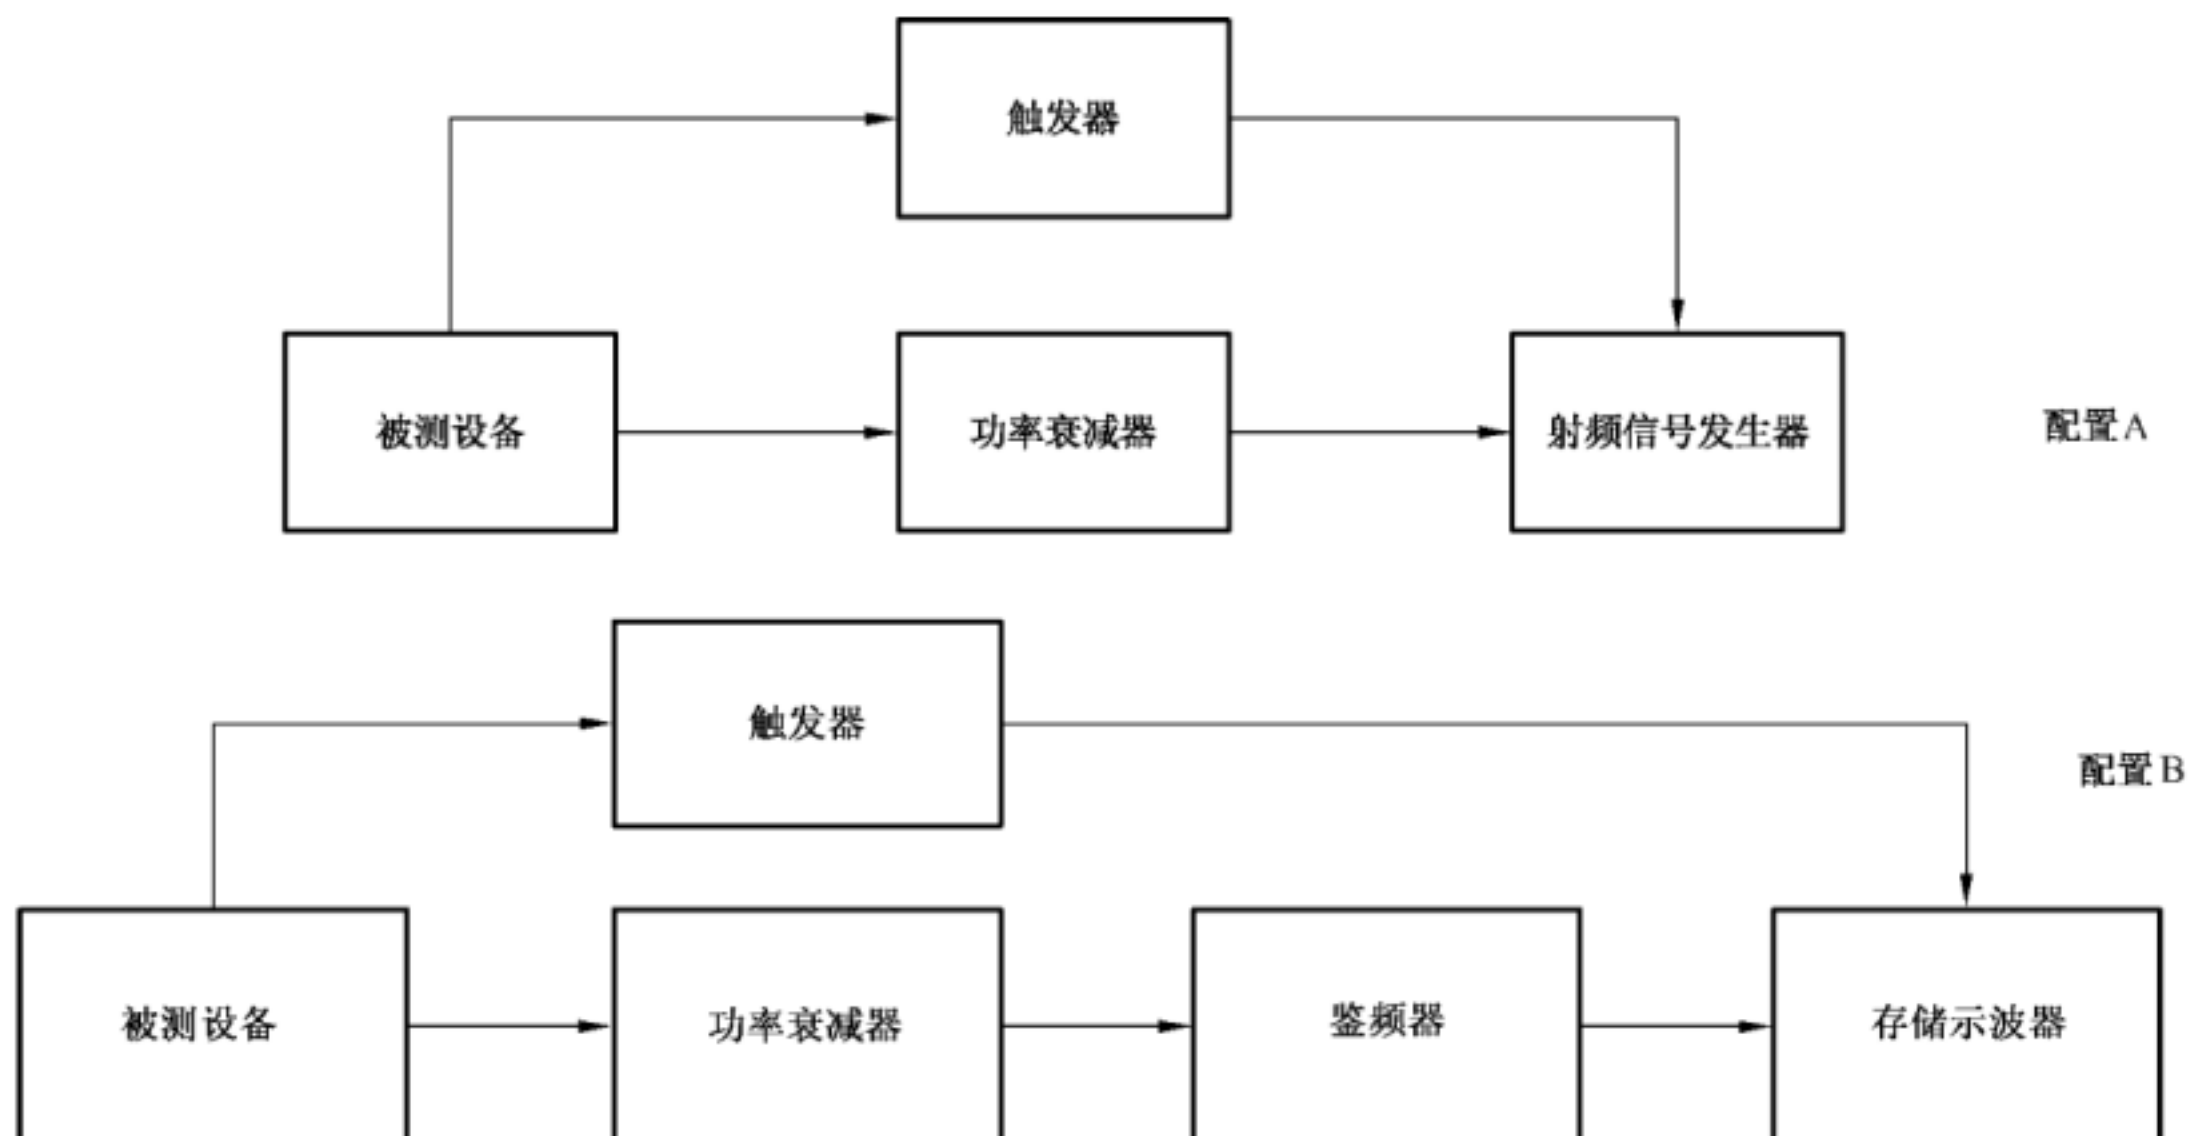 触发器
被测设备
功率衰减器
射频信号发生器
配置A
触发器
配置B
被测设备
功率衰减器
鉴频器
存储示波器